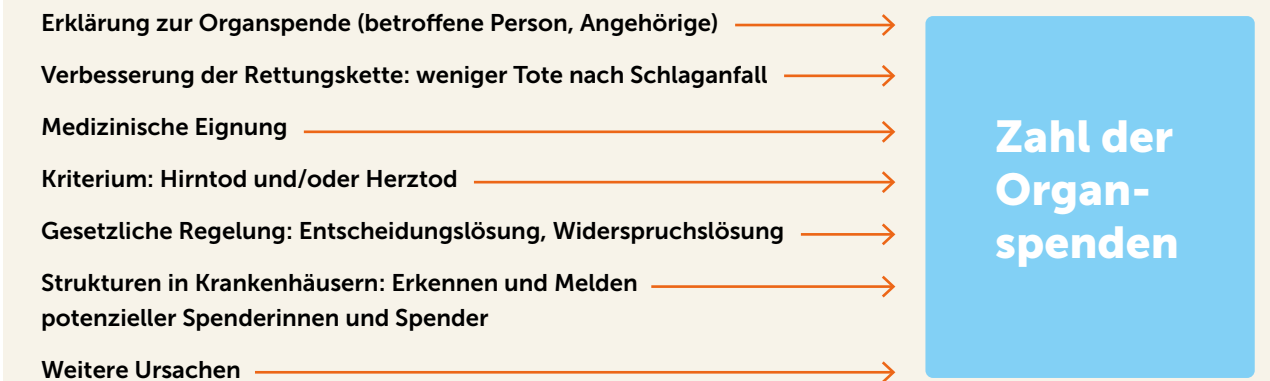 Erklärung zur Organspende (betroffene Person, Angehörige)
Verbesserung der Rettungskette: weniger Tote nach Schlaganfall
Medizinische Eignung
Kriterium: Hirntod und/oder Herztod
Gesetzliche Regelung: Entscheidungslösung, Widerspruchslösung
Strukturen in Krankenhäusern: Erkennen und Melden
potenzieller Spenderinnen und Spender
Weitere Ursachen
Zahl der
Organ-
spenden